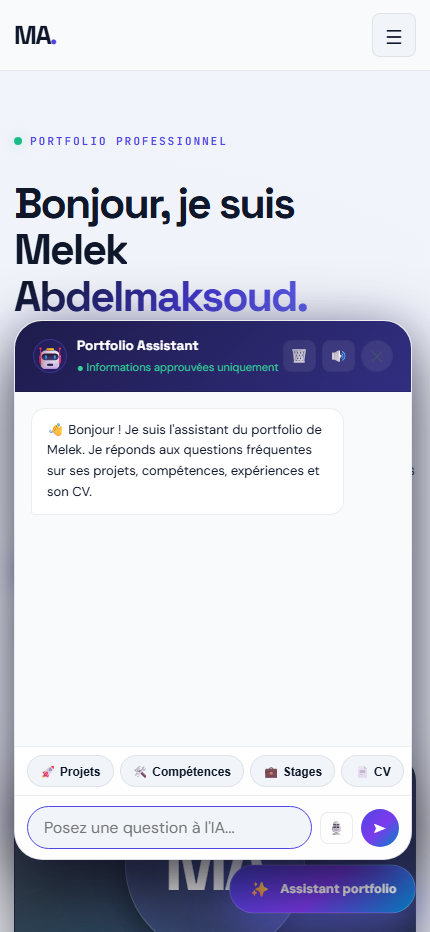 MA.
PORTFOLIO PROFESSIONNEL
Bonjour, je suis
Melek
Abdelmaksoud.
Portfolio Assistant
● Informations approuvées uniquement
👋 Bonjour ! Je suis l'assistant du portfolio de
Melek. Je réponds aux questions fréquentes
sur ses projets, compétences, expériences et
son CV.
🚀 Projets 🛠️ Compétences 💼 Stages 📄 CV
Posez une question à l'IA...
MA
✨ Assistant portfolio